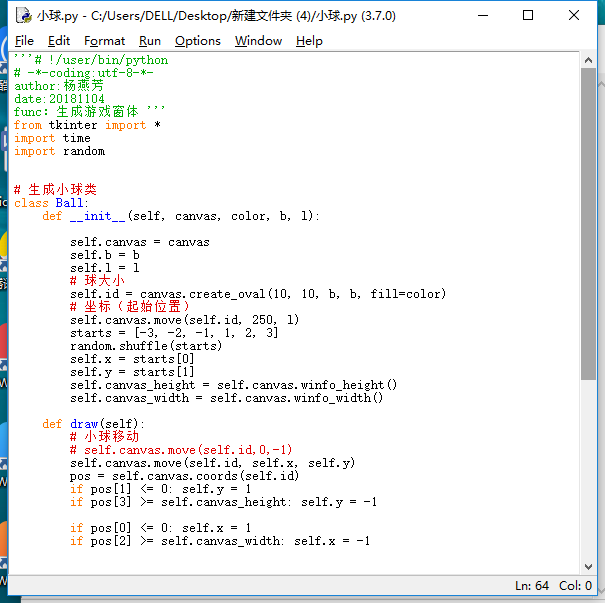 小球.py - C:/Users/DELL/Desktop/新建文件夹 (4)/小球.py (3.7.0)
File Edit Format Run Options Window Help
'''# !/user/bin/python
# -*-coding:utf-8-*-
author:杨燕芳
date:20181104
func: 生成游戏窗体 '''
from tkinter import *
import time
import random
# 生成小球类
class Ball:
    def __init__(self, canvas, color, b, l):
        self.canvas = canvas
        self.b = b
        self.l = l
        # 球大小
        self.id = canvas.create_oval(10, 10, b, b, fill=color)
        # 坐标（起始位置）
        self.canvas.move(self.id, 250, l)
        starts = [-3, -2, -1, 1, 2, 3]
        random.shuffle(starts)
        self.x = starts[0]
        self.y = starts[1]
        self.canvas_height = self.canvas.winfo_height()
        self.canvas_width = self.canvas.winfo_width()
    def draw(self):
        # 小球移动
        # self.canvas.move(self.id,0,-1)
        self.canvas.move(self.id, self.x, self.y)
        pos = self.canvas.coords(self.id)
        if pos[1] <= 0: self.y = 1
        if pos[3] >= self.canvas_height: self.y = -1
        if pos[0] <= 0: self.x = 1
        if pos[2] >= self.canvas_width: self.x = -1
Ln: 64 Col: 0